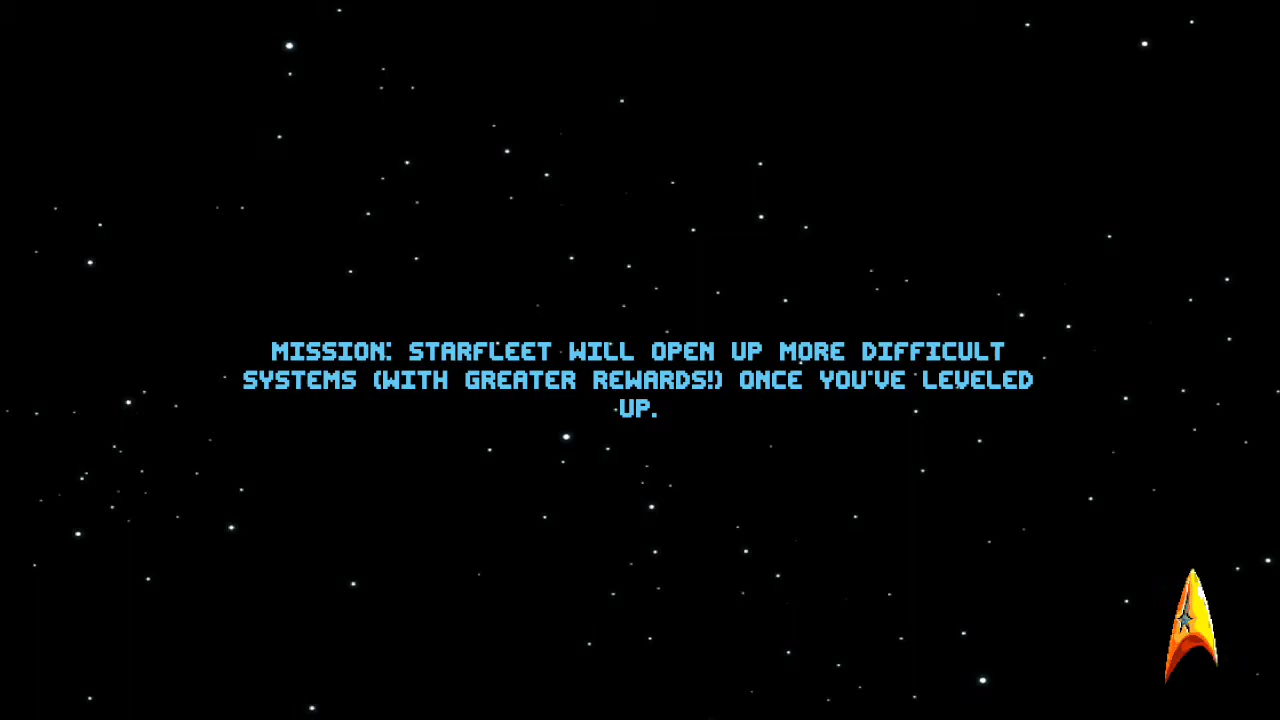 MISSION: STARFLEET WILL OPEN UP MORE DIFFICULT
SYSTEMS (WITH GREATER REWARDS!) ONCE YOU'VE LEVELED
UP.